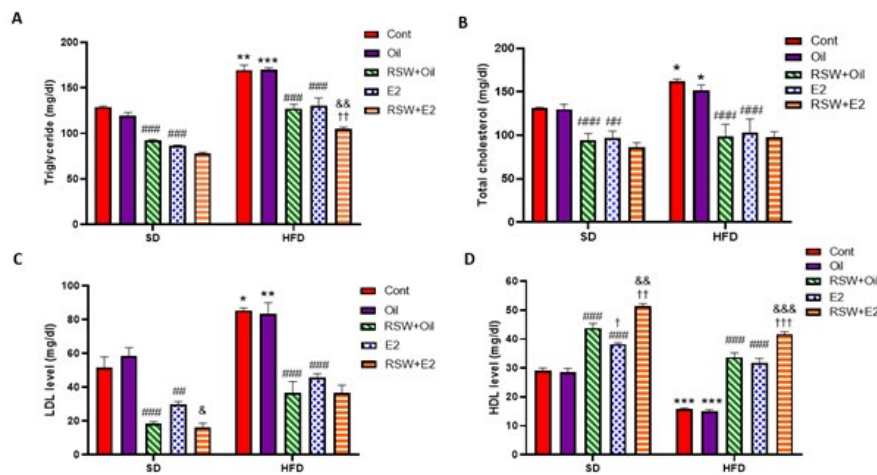 A
Triglyceride (mg/dl)
200
150
100
50
0
** ***
### ###
### ###
&&
††
SD HFD
Cont
Oil
RSW+Oil
E2
RSW+E2
B
Total cholesterol (mg/dl)
200
150
100
50
0
* *
### ##
### ###
SD HFD
Cont
Oil
RSW+Oil
E2
RSW+E2
C
LDL level (mg/dl)
100
80
60
40
20
0
* **
### ##
&
### ###
SD HFD
Cont
Oil
RSW+Oil
E2
RSW+E2
D
HDL level (mg/dl)
60
50
40
30
20
10
0
###
†
###
&&
††
*** ***
### ###
&&&
†††
SD HFD
Cont
Oil
RSW+Oil
E2
RSW+E2